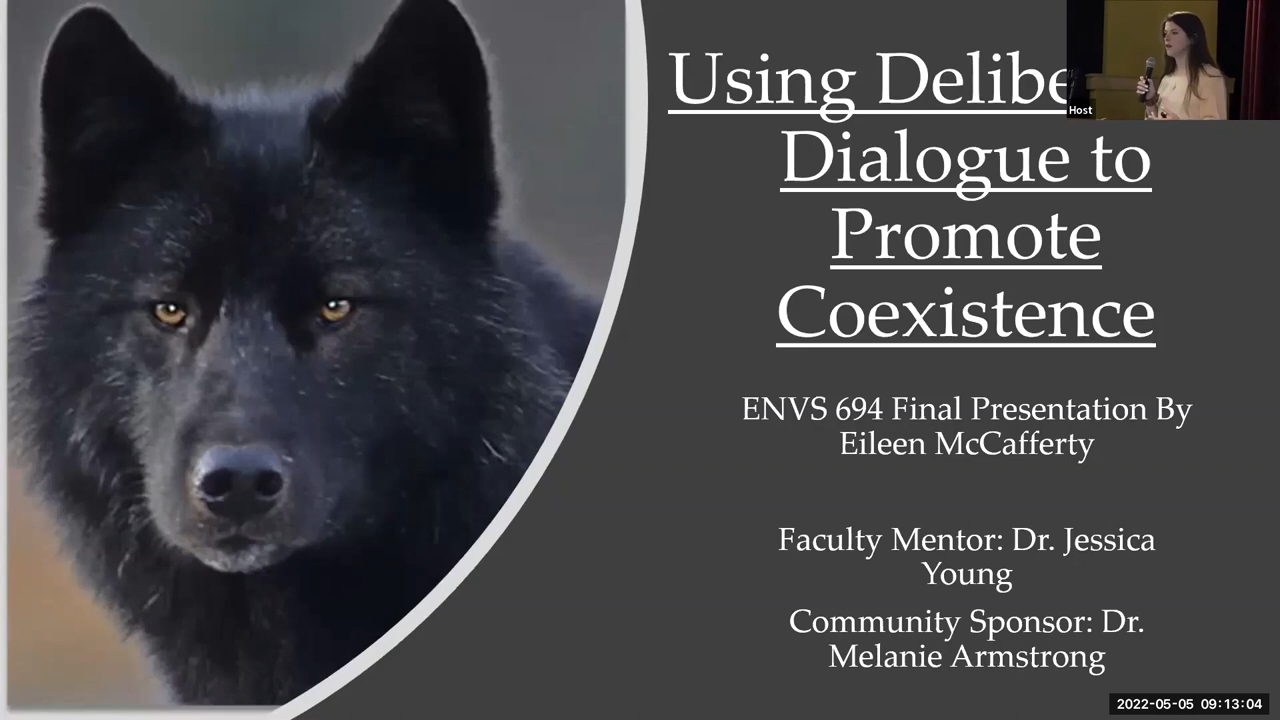 Using Delibe
Dialogue to
Promote
Coexistence
Host
ENVS 694 Final Presentation By
Eileen McCafferty
Faculty Mentor: Dr. Jessica
Young
Community Sponsor: Dr.
Melanie Armstrong
2022-05-05 09:13:04